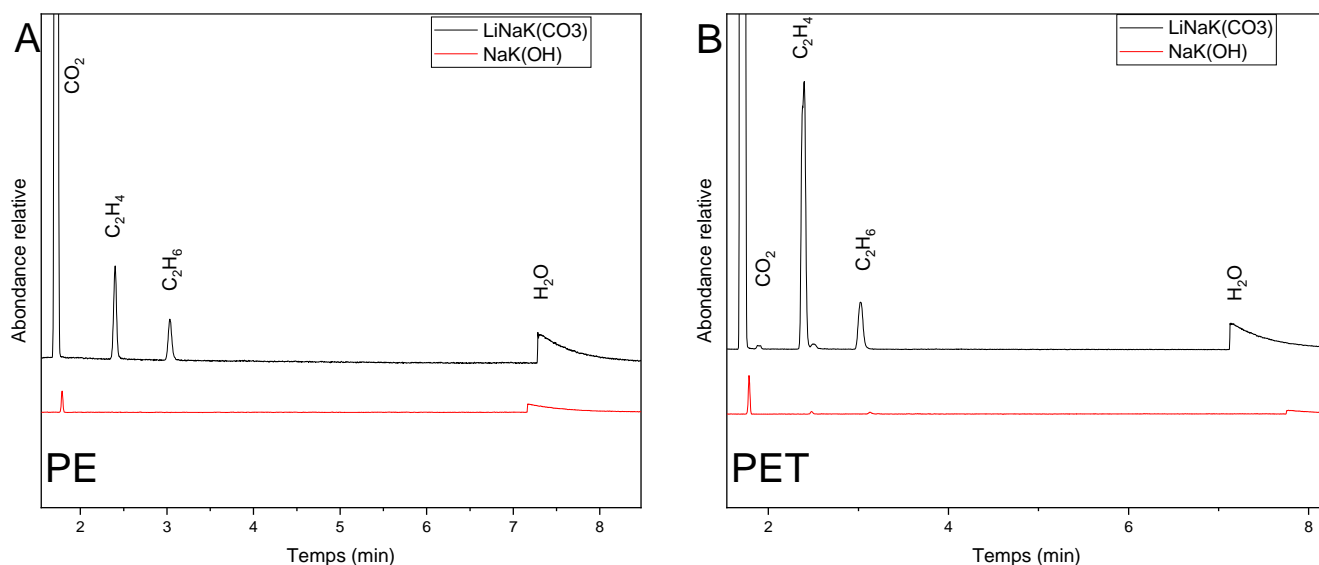 A
LiNaK(CO3)
NaK(OH)
CO₂
C₂H₄
C₂H₆
H₂O
Abondance relative
PE
2 3 4 5 6 7 8
Temps (min)
B
LiNaK(CO3)
NaK(OH)
C₂H₄
CO₂
C₂H₆
H₂O
Abondance relative
PET
2 4 6 8
Temps (min)